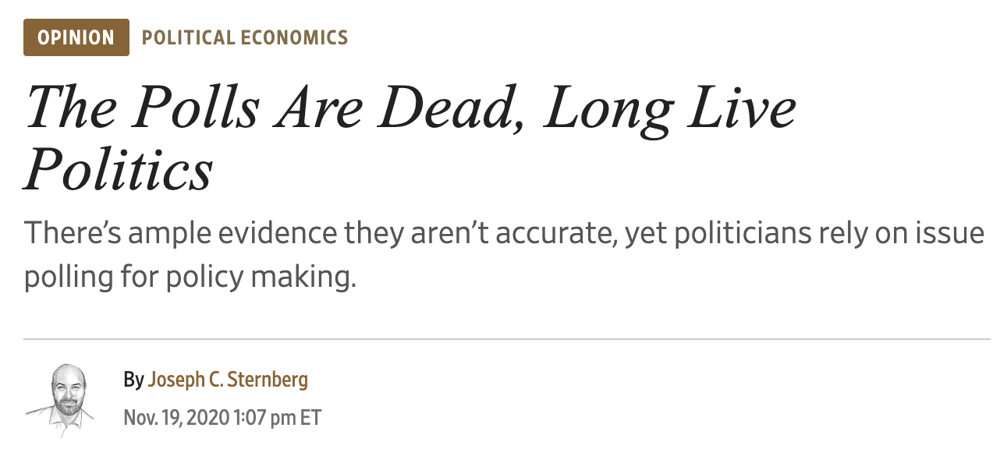 OPINION POLITICAL ECONOMICS
The Polls Are Dead, Long Live
Politics
There’s ample evidence they aren’t accurate, yet politicians rely on issue
polling for policy making.
By Joseph C. Sternberg
Nov. 19, 2020 1:07 pm ET